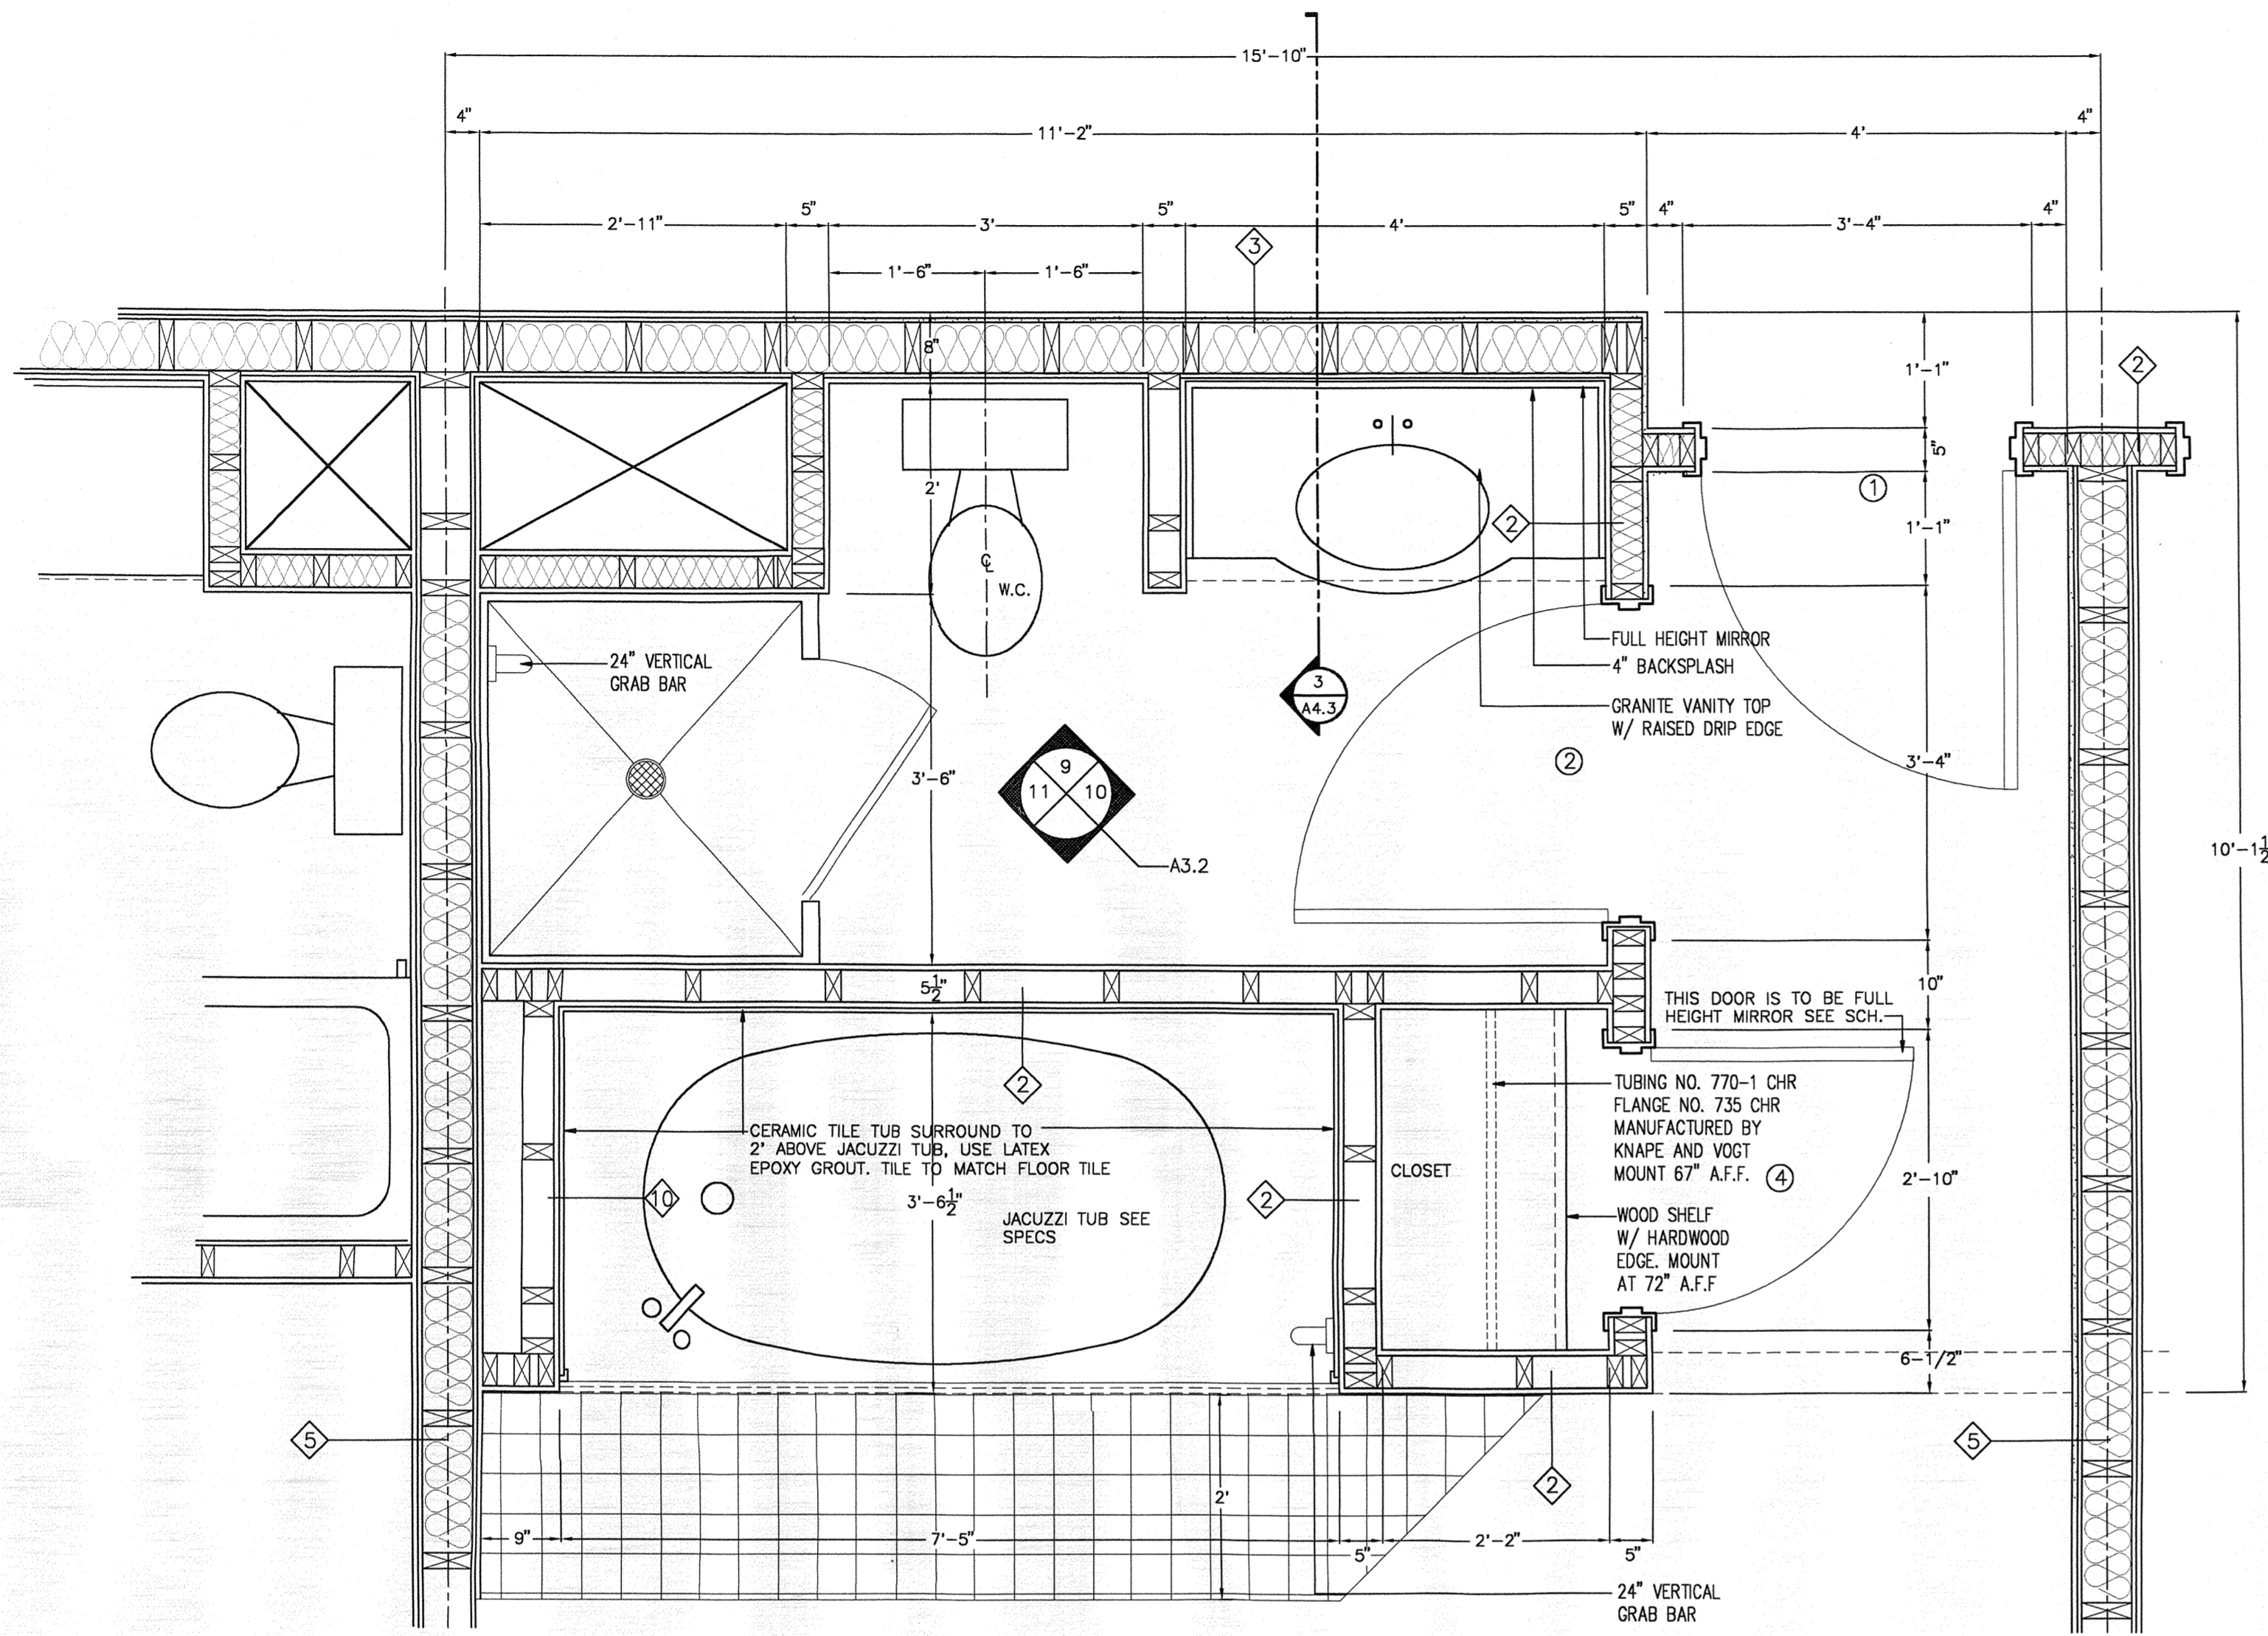 15'-10"
4" 11'-2" 4' 4"
2'-11" 5" 3' 5" 4' 5" 4" 3'-4" 4"
1'-6" 1'-6"
3
8"
1'-1"
2
5"
1
2'
2
1'-1"
℄
W.C.
24" VERTICAL
GRAB BAR
FULL HEIGHT MIRROR
4" BACKSPLASH
3
A4.3
GRANITE VANITY TOP
W/ RAISED DRIP EDGE
2
3'-4"
3'-6"
9
11 10
A3.2
10'-1½
5½"
10"
THIS DOOR IS TO BE FULL
HEIGHT MIRROR SEE SCH.
2
TUBING NO. 770-1 CHR
FLANGE NO. 735 CHR
MANUFACTURED BY
KNAPE AND VOGT
MOUNT 67" A.F.F.
4
CERAMIC TILE TUB SURROUND TO
2' ABOVE JACUZZI TUB, USE LATEX
EPOXY GROUT. TILE TO MATCH FLOOR TILE
CLOSET
2'-10"
10
3'-6½"
2
JACUZZI TUB SEE
SPECS
WOOD SHELF
W/ HARDWOOD
EDGE. MOUNT
AT 72" A.F.F
6-1/2"
5
5
2
2'
9" 7'-5" 5" 2'-2" 5"
24" VERTICAL
GRAB BAR